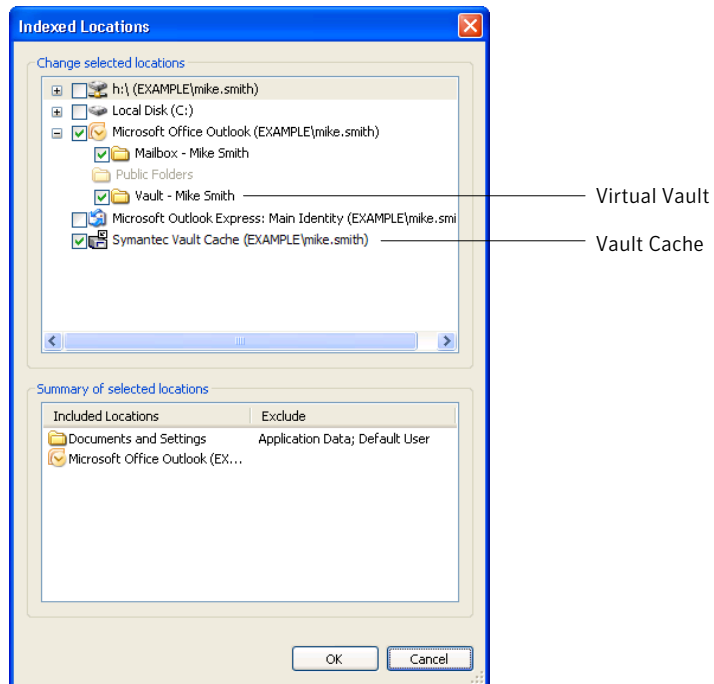 Indexed Locations
Change selected locations
h:\ (EXAMPLE\mike.smith)
Local Disk (C:)
Microsoft Office Outlook (EXAMPLE\mike.smith)
Mailbox - Mike Smith
Public Folders
Vault - Mike Smith
Virtual Vault
Microsoft Outlook Express: Main Identity (EXAMPLE\mike.smi
Symantec Vault Cache (EXAMPLE\mike.smith)
Vault Cache
Summary of selected locations
Included Locations Exclude
Documents and Settings Application Data; Default User
Microsoft Office Outlook (EX...
OK Cancel